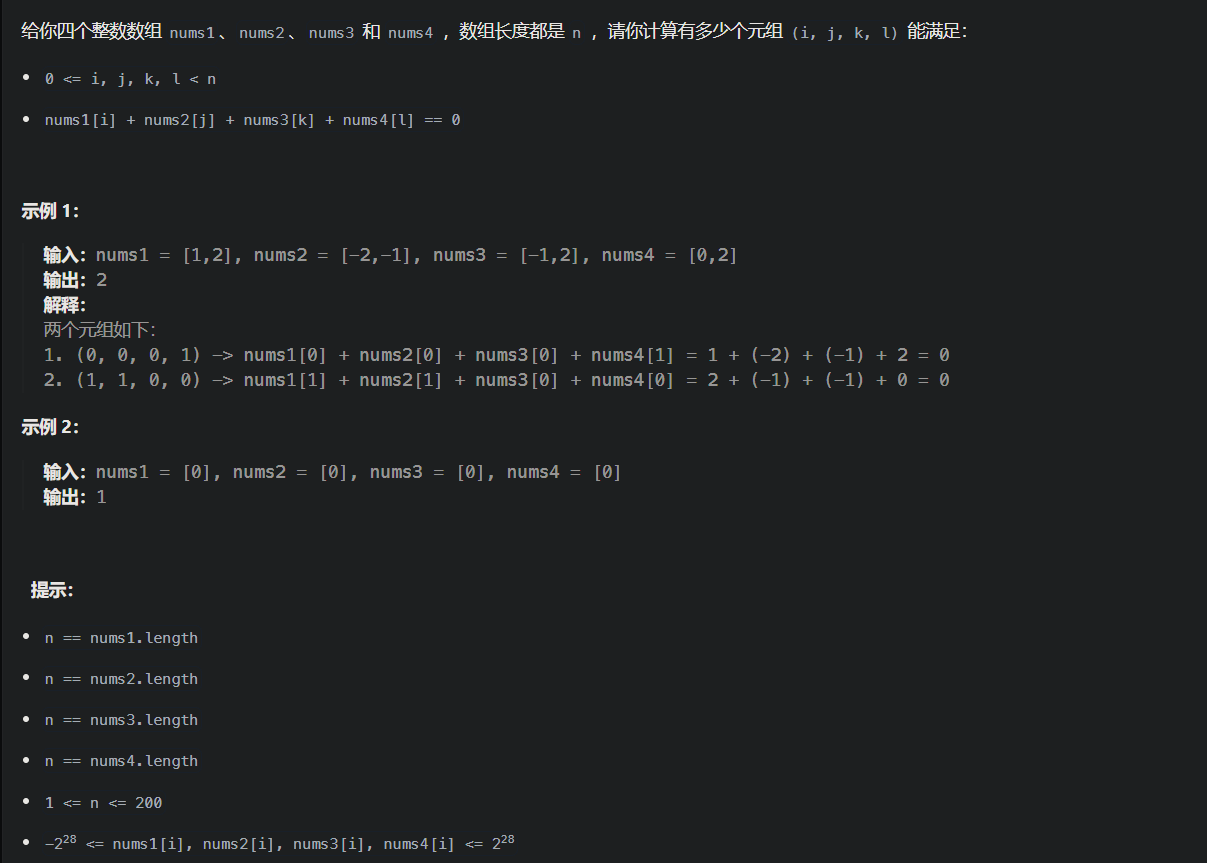 给你四个整数数组 nums1、nums2、nums3 和 nums4 ，数组长度都是 n ，请你计算有多少个元组 (i, j, k, l) 能满足：
• 0 <= i, j, k, l < n
• nums1[i] + nums2[j] + nums3[k] + nums4[l] == 0
示例 1：
输入：nums1 = [1,2], nums2 = [-2,-1], nums3 = [-1,2], nums4 = [0,2]
输出：2
解释：
两个元组如下：
1. (0, 0, 0, 1) -> nums1[0] + nums2[0] + nums3[0] + nums4[1] = 1 + (-2) + (-1) + 2 = 0
2. (1, 1, 0, 0) -> nums1[1] + nums2[1] + nums3[0] + nums4[0] = 2 + (-1) + (-1) + 0 = 0
示例 2：
输入：nums1 = [0], nums2 = [0], nums3 = [0], nums4 = [0]
输出：1
提示：
• n == nums1.length
• n == nums2.length
• n == nums3.length
• n == nums4.length
• 1 <= n <= 200
• -2²⁸ <= nums1[i], nums2[i], nums3[i], nums4[i] <= 2²⁸